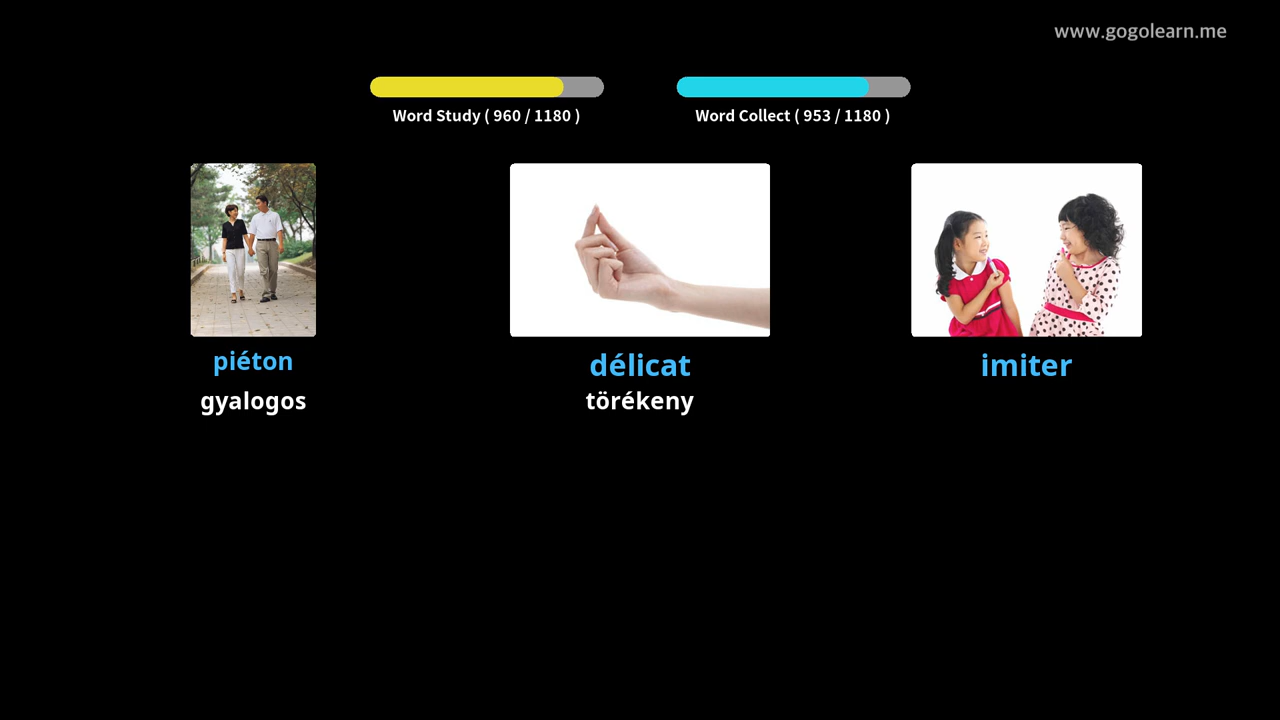 www.gogolearn.me
Word Study ( 960 / 1180 )
Word Collect ( 953 / 1180 )
piéton
gyalogos
délicat
törékeny
imiter